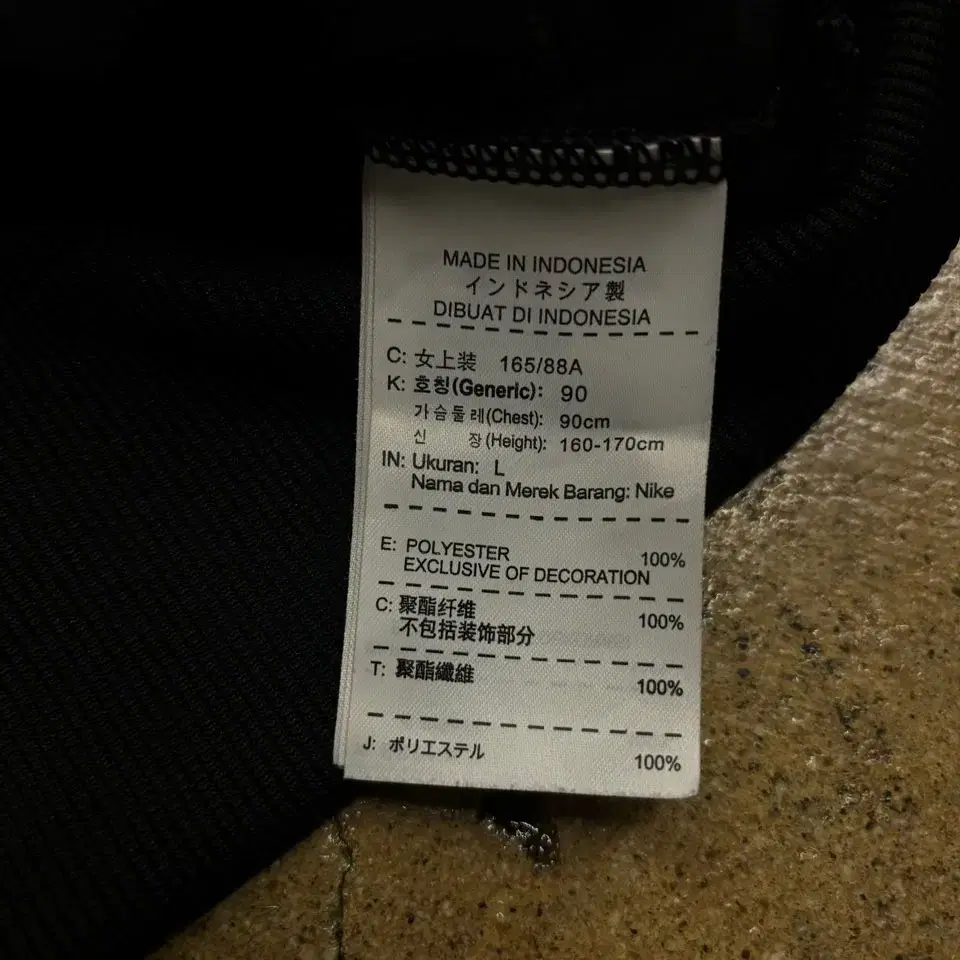 MADE IN INDONESIA
インドネシア製
DIBUAT DI INDONESIA
C: 女上装 165/88A
K: 호칭(Generic): 90
가슴둘레(Chest): 90cm
신 장(Height): 160-170cm
IN: Ukuran: L
Nama dan Merek Barang: Nike
E: POLYESTER 100%
EXCLUSIVE OF DECORATION
C: 聚酯纤维 100%
不包括装饰部分
T: 聚酯纖維 100%
J: ポリエステル 100%